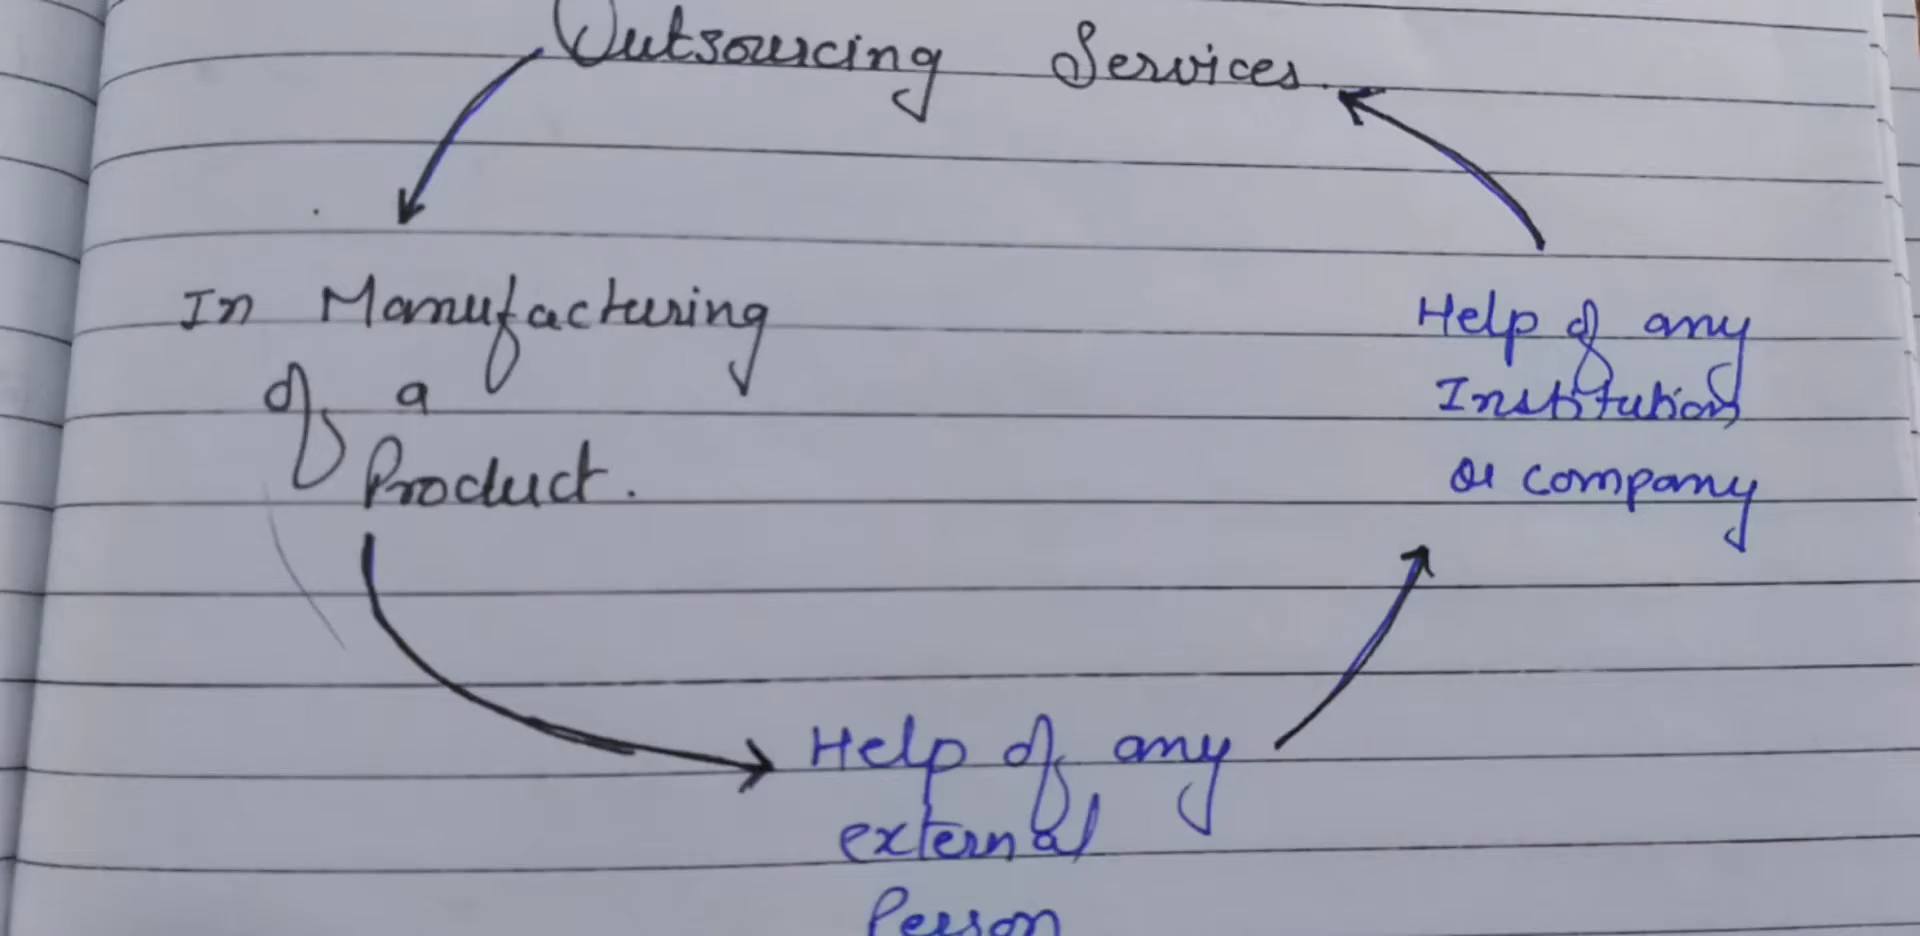 Outsourcing Services.
In Manufacturing
of a
Product.
Help of any
Institution
or company
Help of any
external
Person